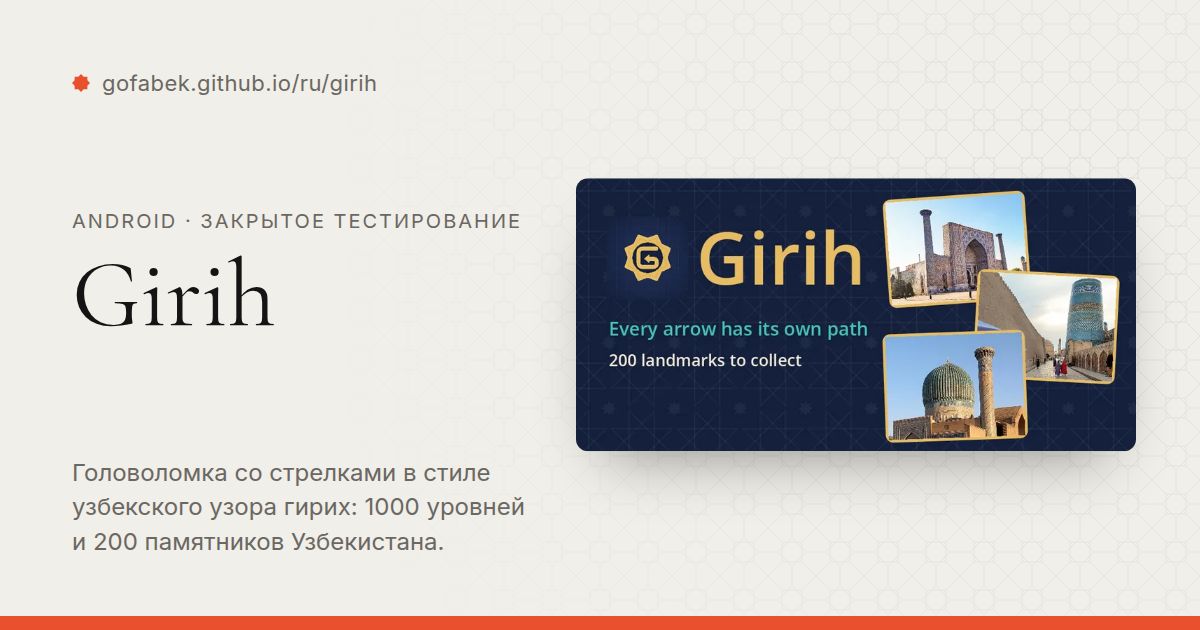 gofabek.github.io/ru/girih
ANDROID · ЗАКРЫТОЕ ТЕСТИРОВАНИЕ
Girih
Головоломка со стрелками в стиле
узбекского узора гирих: 1000 уровней
и 200 памятников Узбекистана.
G Girih
Every arrow has its own path
200 landmarks to collect